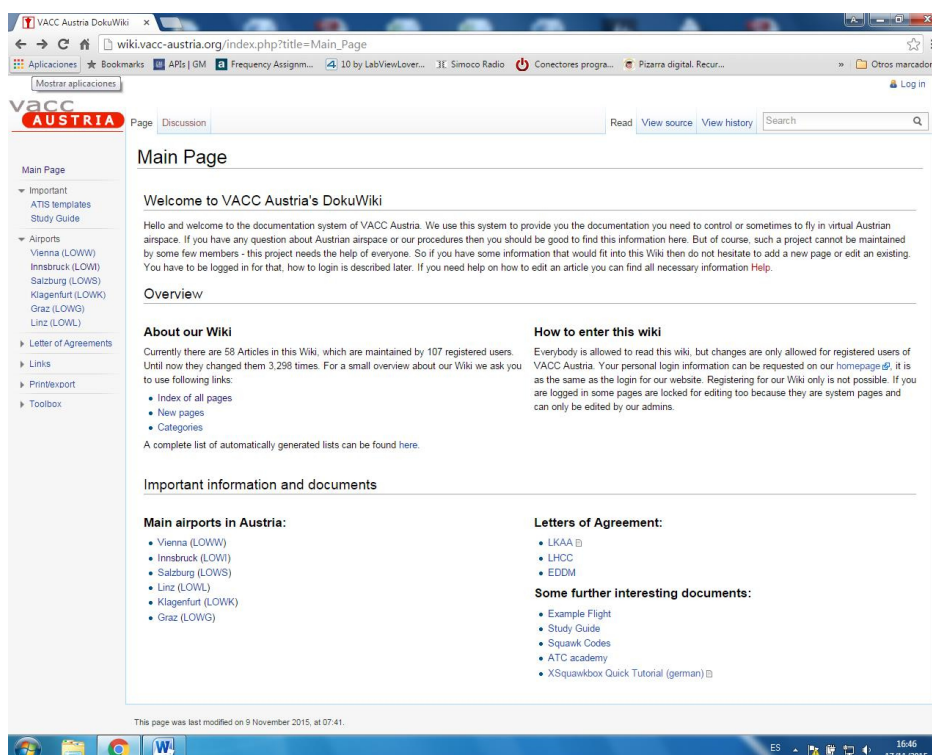 VACC Austria DokuWiki
wiki.vacc-austria.org/index.php?title=Main_Page
Aplicaciones Bookmarks APIs | GM Frequency Assignm... 10 by LabViewLover... Simoco Radio Conectores progra... Pizarra digital. Recur... » Otros marcador
Mostrar aplicaciones
Log in
vacc
AUSTRIA
Page Discussion Read View source View history Search
Main Page
Important
ATIS templates
Study Guide
Airports
Vienna (LOWW)
Innsbruck (LOWI)
Salzburg (LOWS)
Klagenfurt (LOWK)
Graz (LOWG)
Linz (LOWL)
Letter of Agreements
Links
Print/export
Toolbox
Main Page
Welcome to VACC Austria's DokuWiki
Hello and welcome to the documentation system of VACC Austria. We use this system to provide you the documentation you need to control or sometimes to fly in virtual Austrian
airspace. If you have any question about Austrian airspace or our procedures then you should be good to find this information here. But of course, such a project cannot be maintained
by some few members - this project needs the help of everyone. So if you have some information that would fit into this Wiki then do not hesitate to add a new page or edit an existing.
You have to be logged in for that, how to login is described later. If you need help on how to edit an article you can find all necessary information Help.
Overview
About our Wiki
Currently there are 58 Articles in this Wiki, which are maintained by 107 registered users.
Until now they changed them 3,298 times. For a small overview about our Wiki we ask you
to use following links:
• Index of all pages
• New pages
• Categories
A complete list of automatically generated lists can be found here.
How to enter this wiki
Everybody is allowed to read this wiki, but changes are only allowed for registered users of
VACC Austria. Your personal login information can be requested on our homepage, it is
as the same as the login for our website. Registering for our Wiki only is not possible. If you
are logged in some pages are locked for editing too because they are system pages and
can only be edited by our admins.
Important information and documents
Main airports in Austria:
• Vienna (LOWW)
• Innsbruck (LOWI)
• Salzburg (LOWS)
• Linz (LOWL)
• Klagenfurt (LOWK)
• Graz (LOWG)
Letters of Agreement:
• LKAA
• LHCC
• EDDM
Some further interesting documents:
• Example Flight
• Study Guide
• Squawk Codes
• ATC academy
• XSquawkbox Quick Tutorial (german)
This page was last modified on 9 November 2015, at 07:41.
ES 16:46